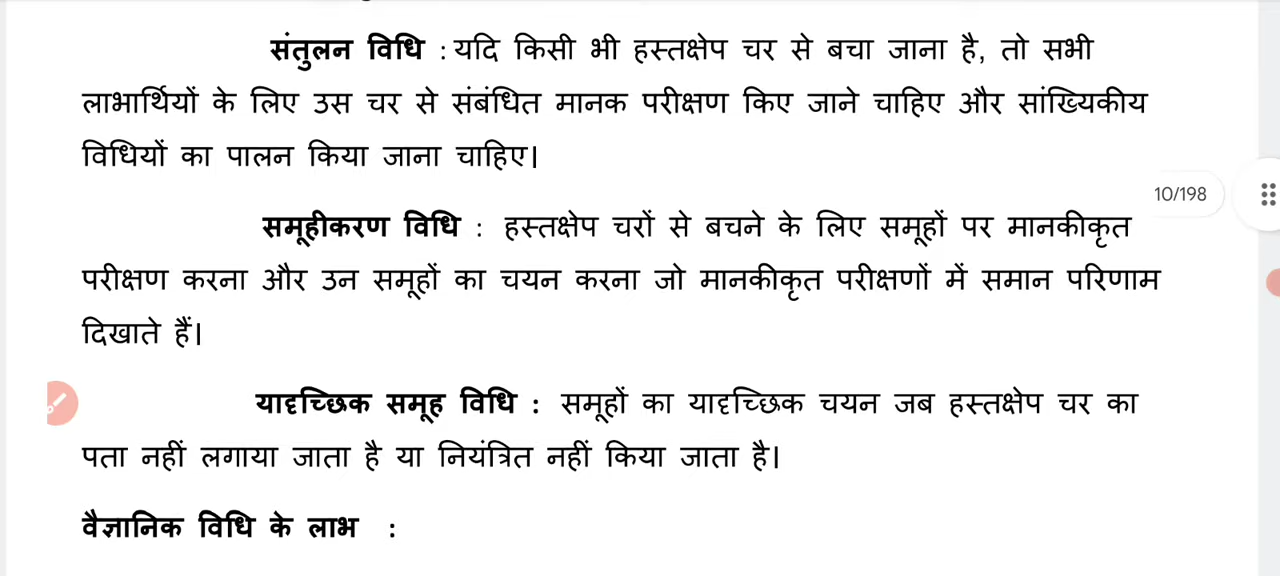 संतुलन विधि : यदि किसी भी हस्तक्षेप चर से बचा जाना है, तो सभी
लाभार्थियों के लिए उस चर से संबंधित मानक परीक्षण किए जाने चाहिए और सांख्यिकीय
विधियों का पालन किया जाना चाहिए।
10/198
समूहीकरण विधि : हस्तक्षेप चरों से बचने के लिए समूहों पर मानकीकृत
परीक्षण करना और उन समूहों का चयन करना जो मानकीकृत परीक्षणों में समान परिणाम
दिखाते हैं।
यादृच्छिक समूह विधि : समूहों का यादृच्छिक चयन जब हस्तक्षेप चर का
पता नहीं लगाया जाता है या नियंत्रित नहीं किया जाता है।
वैज्ञानिक विधि के लाभ :